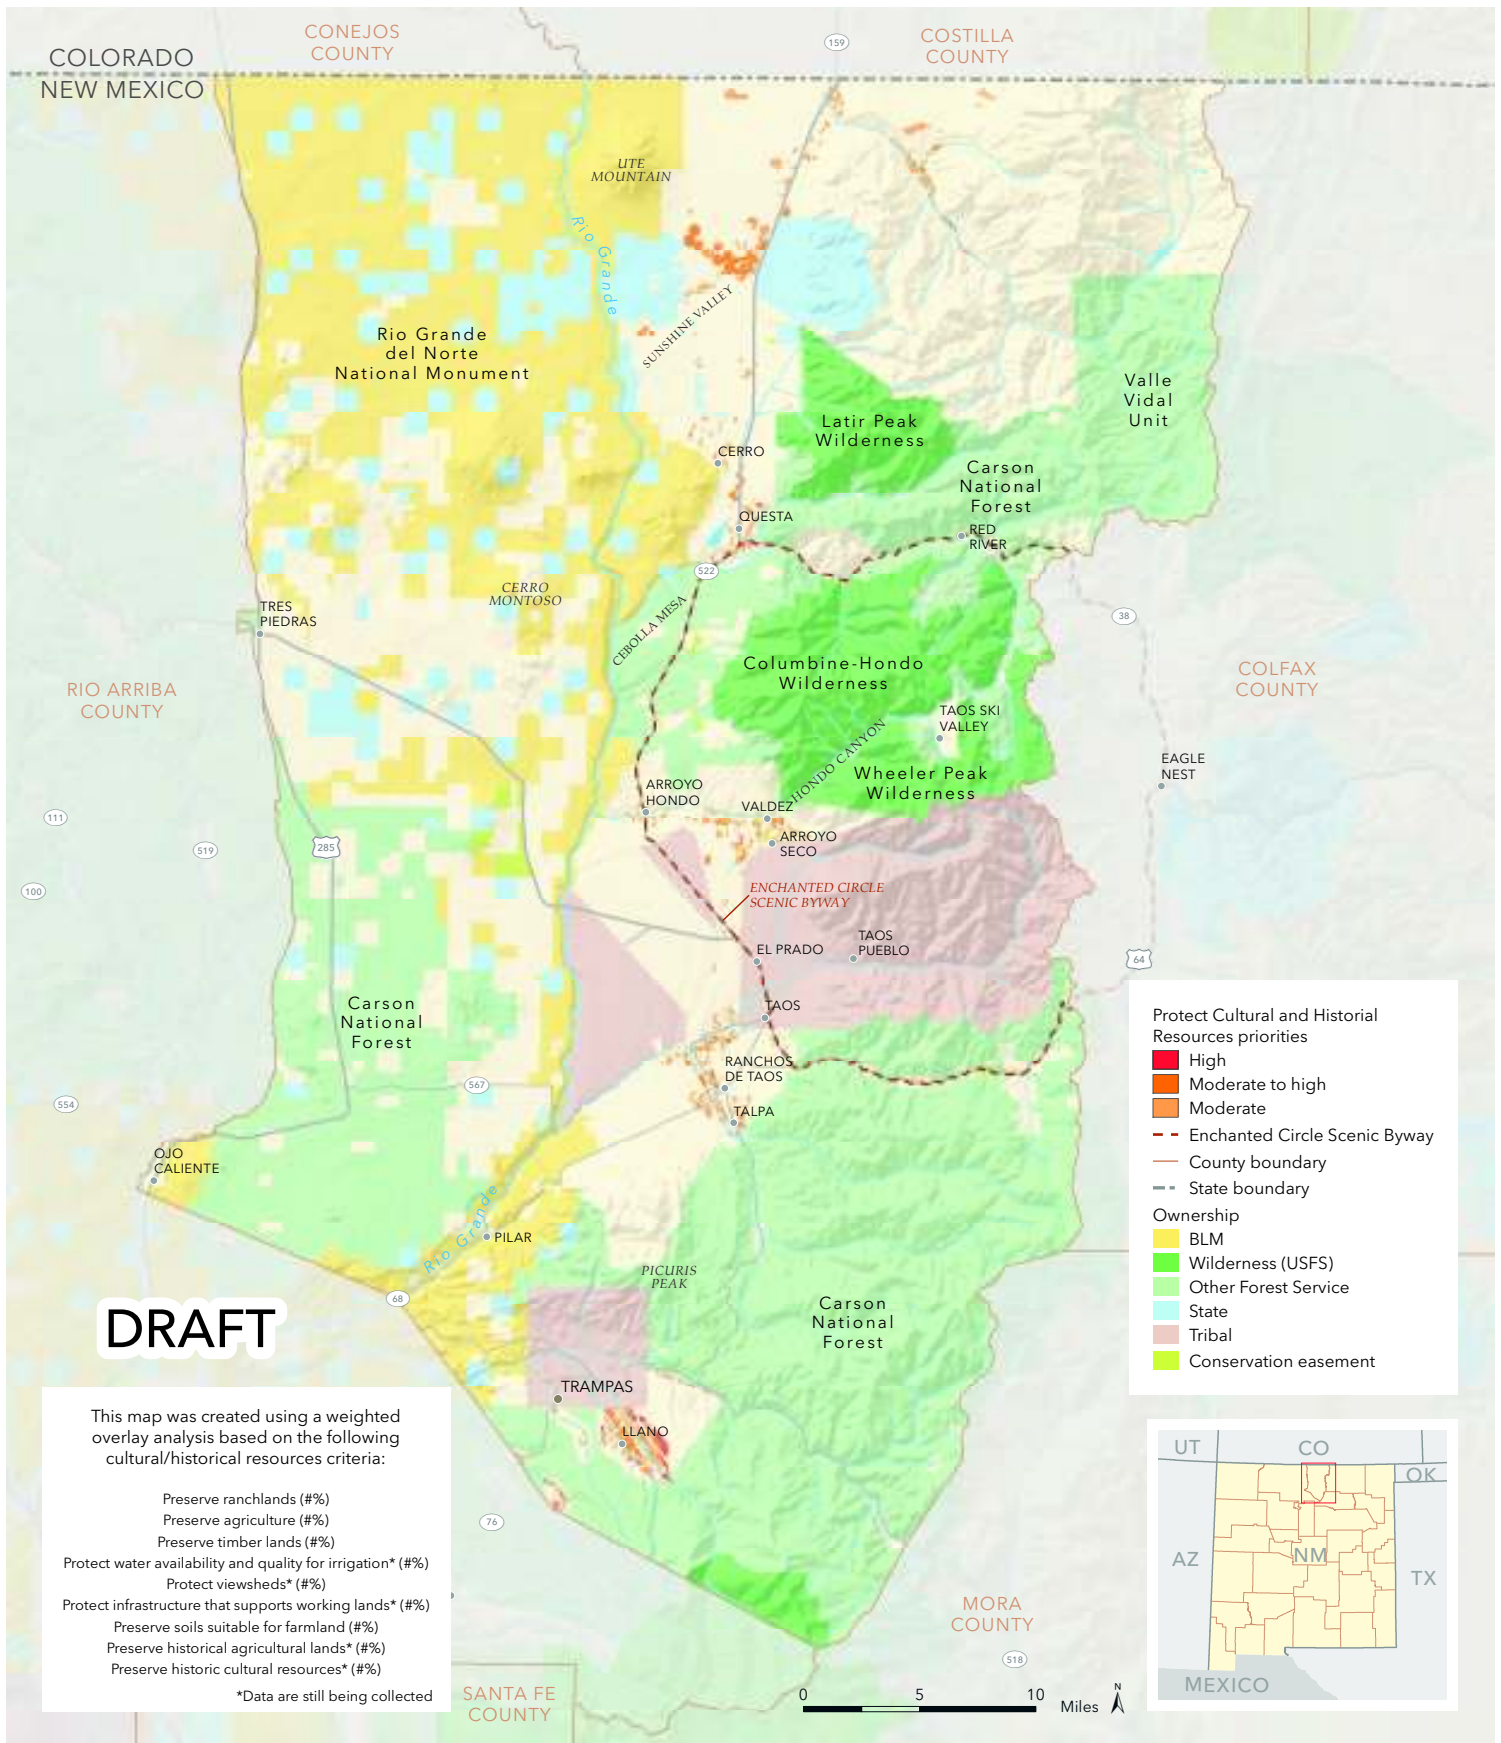 CONEJOS
COUNTY
159
COSTILLA
COUNTY
COLORADO
NEW MEXICO
UTE
MOUNTAIN
Rio Grande
SUNSHINE VALLEY
Rio Grande
del Norte
National Monument
Valle
Vidal
Unit
Latir Peak
Wilderness
CERRO
Carson
National
Forest
QUESTA
RED
RIVER
522
CERRO
MONTOSO
TRES
PIEDRAS
CEBOLLA MESA
38
Columbine-Hondo
Wilderness
RIO ARRIBA
COUNTY
COLFAX
COUNTY
TAOS SKI
VALLEY
HONDO CANYON
EAGLE
NEST
Wheeler Peak
Wilderness
ARROYO
HONDO
VALDEZ
111
ARROYO
SECO
519
285
100
ENCHANTED CIRCLE
SCENIC BYWAY
TAOS
PUEBLO
EL PRADO
64
Carson
National
Forest
TAOS
RANCHOS
DE TAOS
567
554
TALPA
OJO
CALIENTE
Rio Grande
PILAR
PICURIS
PEAK
68
Carson
National
Forest
DRAFT
TRAMPAS
LLANO
76
MORA
COUNTY
518
SANTA FE
COUNTY
Protect Cultural and Historial
Resources priorities
High
Moderate to high
Moderate
Enchanted Circle Scenic Byway
County boundary
State boundary
Ownership
BLM
Wilderness (USFS)
Other Forest Service
State
Tribal
Conservation easement
This map was created using a weighted
overlay analysis based on the following
cultural/historical resources criteria:
Preserve ranchlands (#%)
Preserve agriculture (#%)
Preserve timber lands (#%)
Protect water availability and quality for irrigation* (#%)
Protect viewsheds* (#%)
Protect infrastructure that supports working lands* (#%)
Preserve soils suitable for farmland (#%)
Preserve historical agricultural lands* (#%)
Preserve historic cultural resources* (#%)
*Data are still being collected
0 5 10
Miles
N
UT
CO
OK
AZ
NM
TX
MEXICO